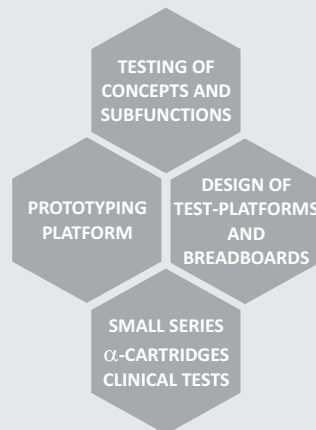 TESTING OF
CONCEPTS AND
SUBFUNCTIONS
PROTOTYPING
PLATFORM
DESIGN OF
TEST-PLATFORMS
AND
BREADBOARDS
SMALL SERIES
α-CARTRIDGES
CLINICAL TESTS